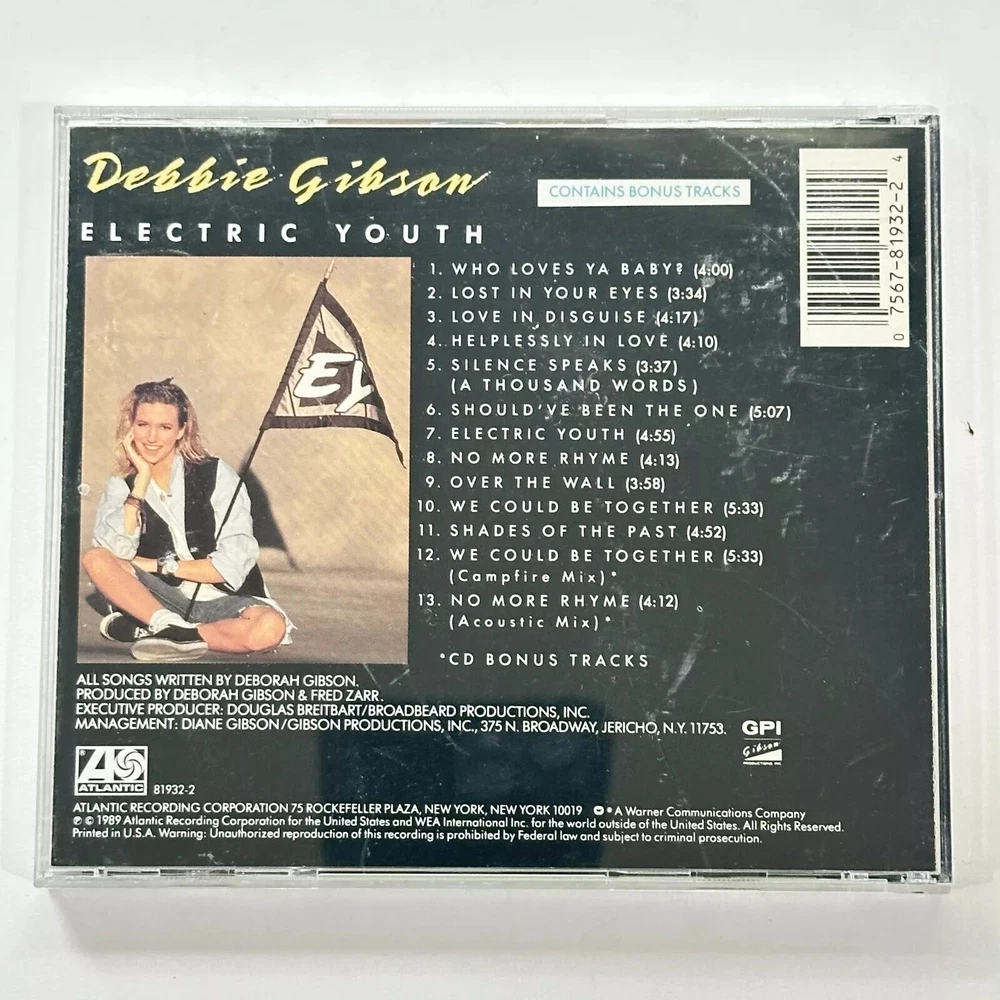 Debbie Gibson
CONTAINS BONUS TRACKS
ELECTRIC YOUTH
0 7567-81932-2 4
EY
1. WHO LOVES YA BABY? (4:00)
2. LOST IN YOUR EYES (3:34)
3. LOVE IN DISGUISE (4:17)
4. HELPLESSLY IN LOVE (4:10)
5. SILENCE SPEAKS (3:37)
(A THOUSAND WORDS)
6. SHOULD'VE BEEN THE ONE (5:07)
7. ELECTRIC YOUTH (4:55)
8. NO MORE RHYME (4:13)
9. OVER THE WALL (3:58)
10. WE COULD BE TOGETHER (5:33)
11. SHADES OF THE PAST (4:52)
12. WE COULD BE TOGETHER (5:33)
(Campfire Mix)*
13. NO MORE RHYME (4:12)
(Acoustic Mix)*
*CD BONUS TRACKS
ALL SONGS WRITTEN BY DEBORAH GIBSON.
PRODUCED BY DEBORAH GIBSON & FRED ZARR.
EXECUTIVE PRODUCER: DOUGLAS BREITBART/BROADBEARD PRODUCTIONS, INC.
MANAGEMENT: DIANE GIBSON/GIBSON PRODUCTIONS, INC., 375 N. BROADWAY, JERICHO, N.Y. 11753.
GPI
Gibson
PRODUCTIONS INC.
ATLANTIC
81932-2
ATLANTIC RECORDING CORPORATION 75 ROCKEFELLER PLAZA, NEW YORK, NEW YORK 10019 ® A Warner Communications Company
℗ © 1989 Atlantic Recording Corporation for the United States and WEA International Inc. for the world outside of the United States. All Rights Reserved.
Printed in U.S.A. Warning: Unauthorized reproduction of this recording is prohibited by Federal law and subject to criminal prosecution.